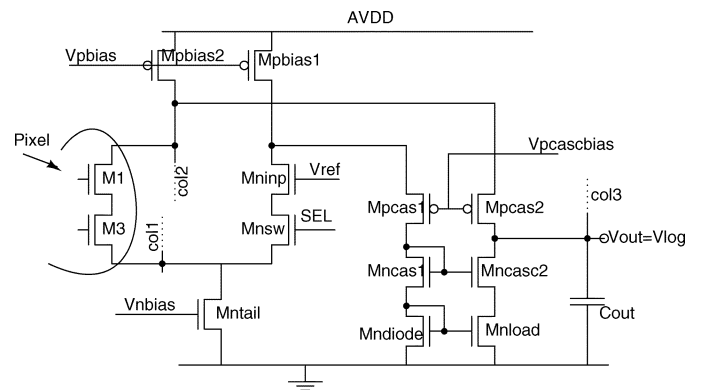 AVDD
Vpbias
Mpbias2
Mpbias1
Pixel
M1
col2
Mninp
Vref
Vpcascbias
M3
col1
Mnsw
SEL
Mpcas1
Mpcas2
col3
Vout=Vlog
Mncas1
Mncasc2
Vnbias
Mntail
Cout
Mndiode
Mnload